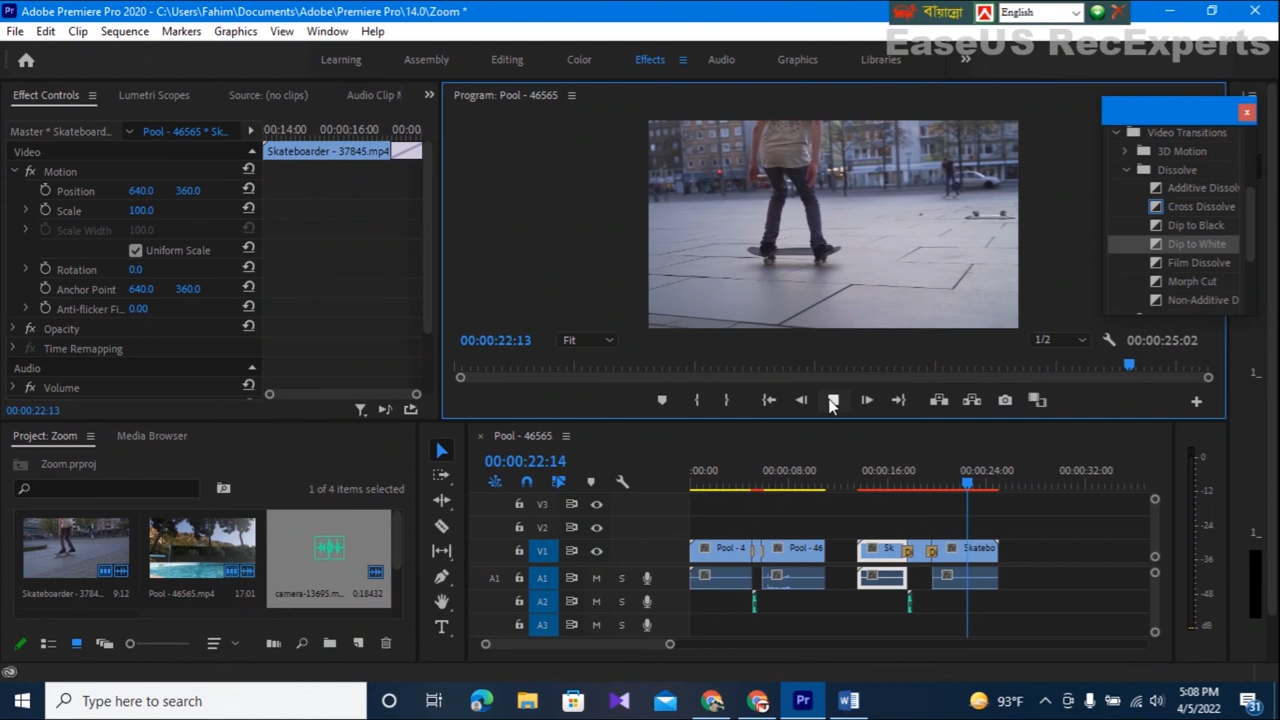 Adobe Premiere Pro 2020 - C:\Users\Fahim\Documents\Adobe\Premiere Pro\14.0\Zoom *
বায়ান্নো
English
File Edit Clip Sequence Markers Graphics View Window Help
EaseUS RecExperts
Learning Assembly Editing Color Effects Audio Graphics Libraries
Effect Controls Lumetri Scopes Source: (no clips) Audio Clip M
Program: Pool - 46565
Master * Skateboard... Pool - 46565 * Sk...
00:14:00 00:00:16:00 00:00
Video
Skateboarder - 37845.mp4
Motion
Position 640.0 360.0
Scale 100.0
Scale Width 100.0
Uniform Scale
Rotation 0.0
Anchor Point 640.0 360.0
Anti-flicker Fi... 0.00
Opacity
Time Remapping
Audio
Volume
00:00:22:13
Video Transitions
3D Motion
Dissolve
Additive Dissol
Cross Dissolve
Dip to Black
Dip to White
Film Dissolve
Morph Cut
Non-Additive D
00:00:22:13 Fit 1/2 00:00:25:02
Project: Zoom Media Browser
Zoom.prproj
1 of 4 items selected
Skateboarder - 3784... 9:12
Pool - 46565.mp4 17:01
camera-13695.m... 0:18432
Pool - 46565
00:00:22:14
:00:00 00:00:08:00 00:00:16:00 00:00:24:00 00:00:32:00
V3
V2
V1 Pool - 4 Pool - 46 Sk Skatebo
A1 A1 M S
A2 M S
A3 M S
0
-12
-24
-36
-48
dB
Type here to search
93°F
5:08 PM
4/5/2022
31